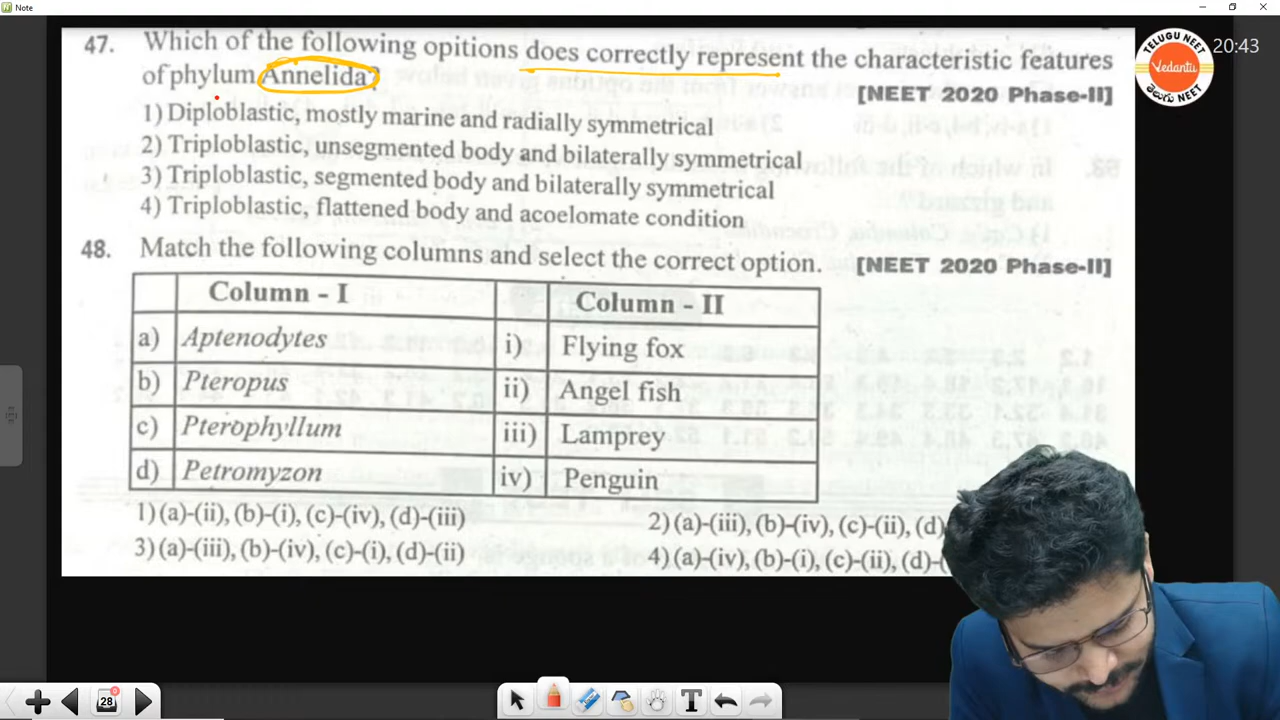 Note
47. Which of the following opitions does correctly represent the characteristic features
of phylum Annelida?
[NEET 2020 Phase-II]
1) Diploblastic, mostly marine and radially symmetrical
2) Triploblastic, unsegmented body and bilaterally symmetrical
3) Triploblastic, segmented body and bilaterally symmetrical
4) Triploblastic, flattened body and acoelomate condition
48. Match the following columns and select the correct option. [NEET 2020 Phase-II]
Column - I Column - II
a) Aptenodytes i) Flying fox
b) Pteropus ii) Angel fish
c) Pterophyllum iii) Lamprey
d) Petromyzon iv) Penguin
1) (a)-(ii), (b)-(i), (c)-(iv), (d)-(iii) 2) (a)-(iii), (b)-(iv), (c)-(ii), (d)
3) (a)-(iii), (b)-(iv), (c)-(i), (d)-(ii) 4) (a)-(iv), (b)-(i), (c)-(ii), (d)-(
TELUGU NEET
Vedantu
తెలుగు NEET
20:43
28
0
T